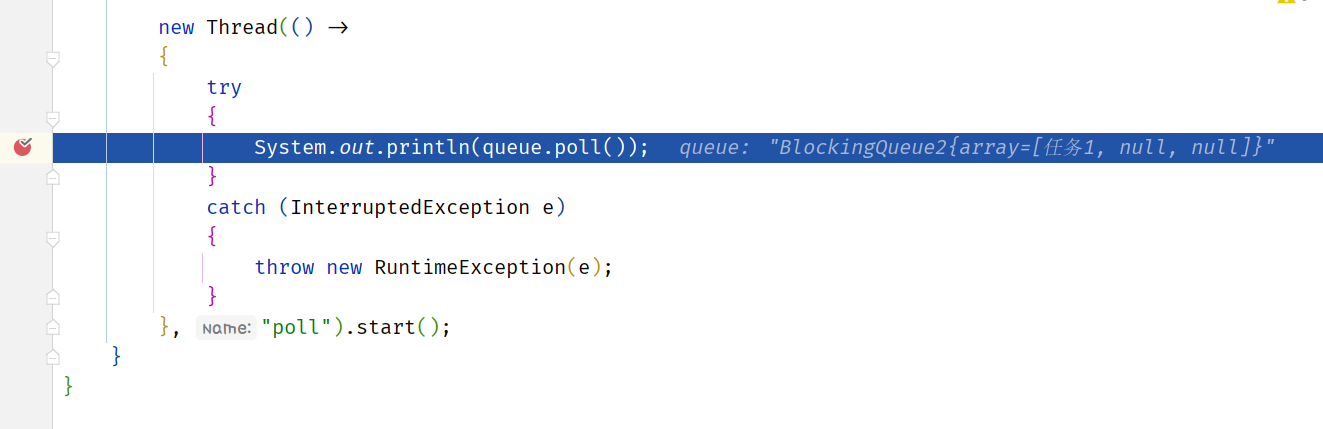 new Thread(() ->
{
try
{
System.out.println(queue.poll()); queue: "BlockingQueue2{array=[任务1, null, null]}"
}
catch (InterruptedException e)
{
throw new RuntimeException(e);
}
}, name: "poll").start();
}
}